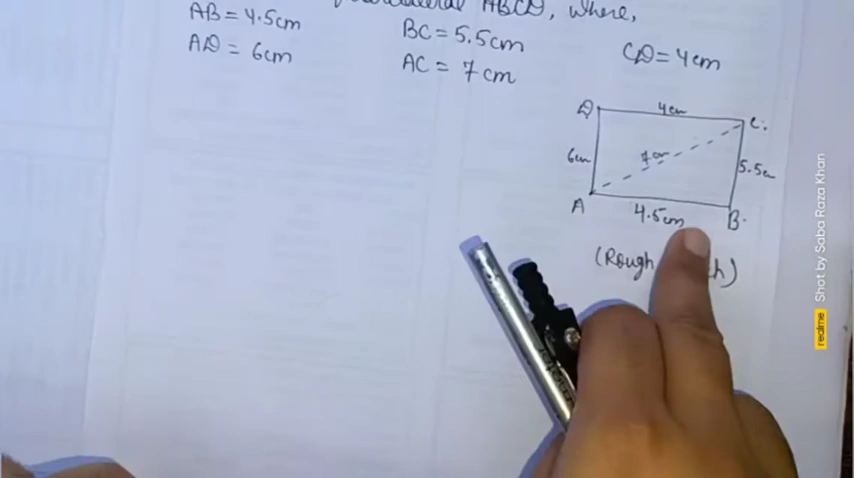 ABCD, where,
AB = 4.5cm
BC = 5.5cm
CD = 4cm
AD = 6cm
AC = 7cm
D
4cm
C.
6cm
7cm
5.5c
A
4.5cm
B.
(Rough
h)
realme Shot by Saba Raza Khan